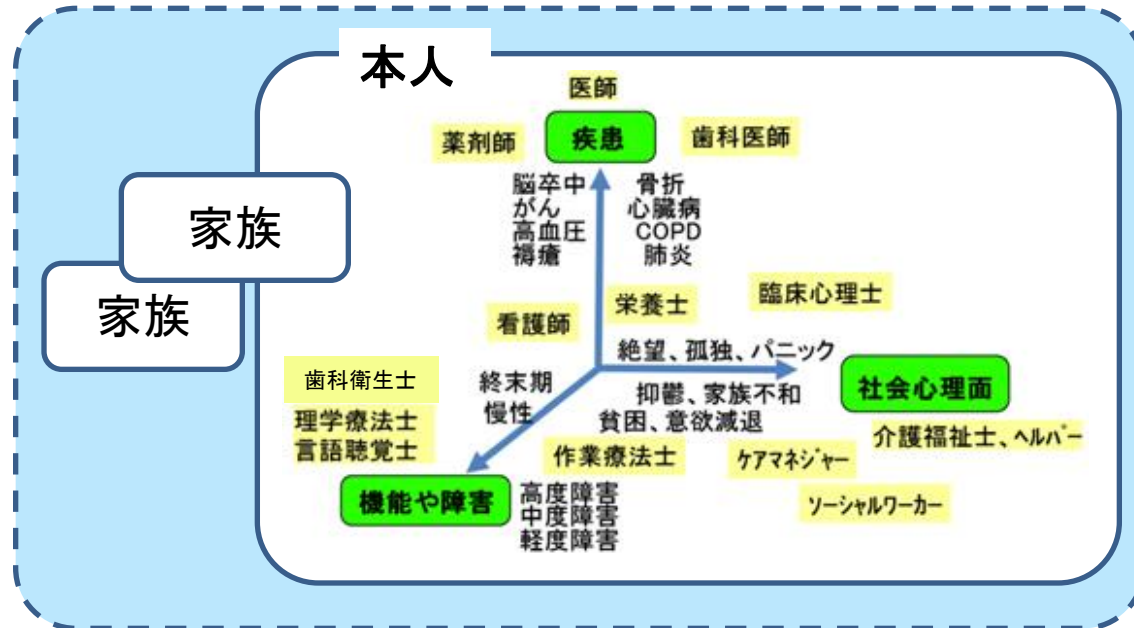 本人
医師
薬剤師
疾患
歯科医師
脳卒中
がん
高血圧
褥瘡
骨折
心臓病
COPD
肺炎
家族
家族
看護師
栄養士
臨床心理士
絶望、孤独、パニック
抑鬱、家族不和
貧困、意欲減退
社会心理面
介護福祉士、ヘルパー
ケアマネジャー
ソーシャルワーカー
歯科衛生士
理学療法士
言語聴覚士
終末期
慢性
作業療法士
機能や障害
高度障害
中度障害
軽度障害